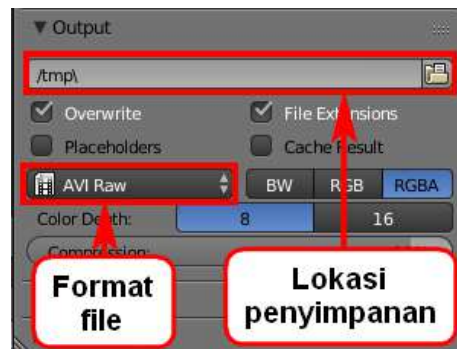 Output
/tmp\
Overwrite
File Extensions
Placeholders
Cache Result
AVI Raw
BW
RGB
RGBA
Color Depth:
8
16
Compression:
Format
file
Lokasi
penyimpanan